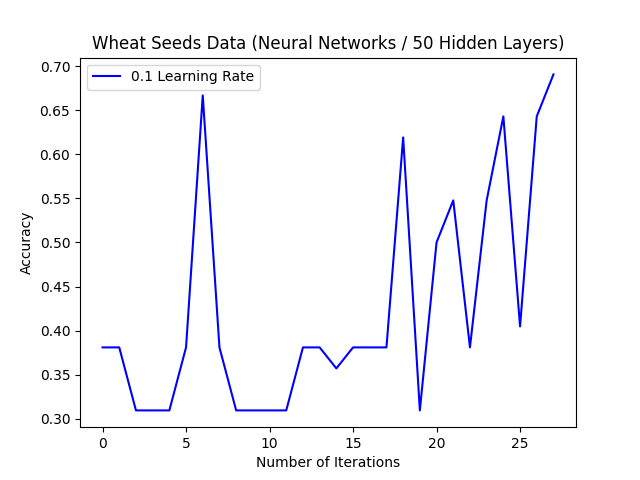 Wheat Seeds Data (Neural Networks / 50 Hidden Layers)
0.1 Learning Rate
0.70
0.65
0.60
0.55
0.50
0.45
0.40
0.35
0.30
Accuracy
0 5 10 15 20 25
Number of Iterations